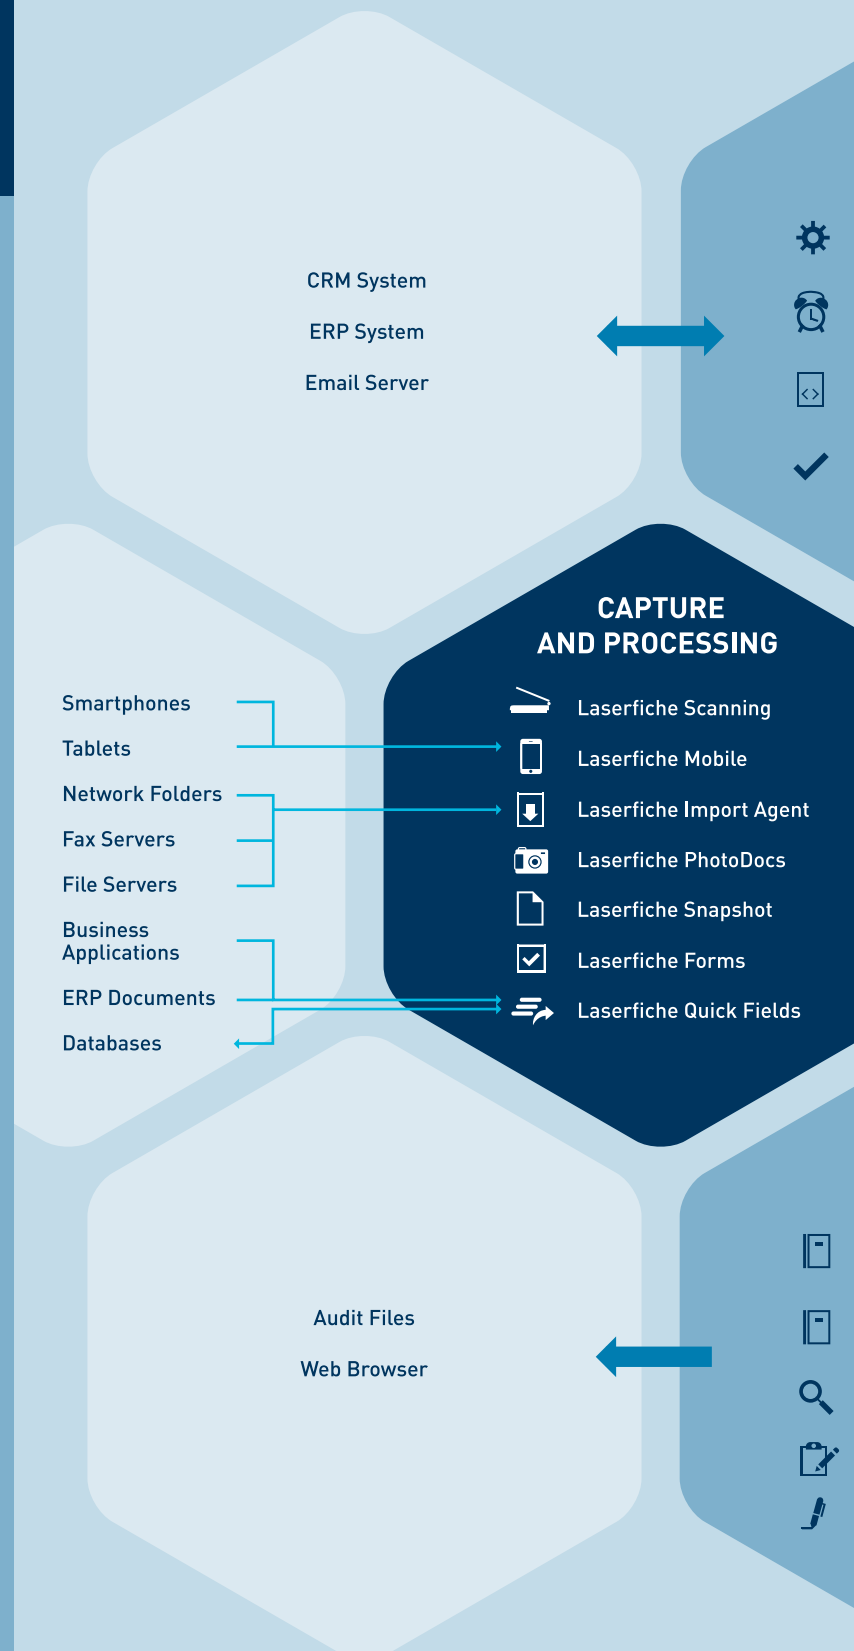 CRM System
ERP System
Email Server
CAPTURE
AND PROCESSING
Smartphones
Tablets
Network Folders
Fax Servers
File Servers
Business
Applications
ERP Documents
Databases
Laserfiche Scanning
Laserfiche Mobile
Laserfiche Import Agent
Laserfiche PhotoDocs
Laserfiche Snapshot
Laserfiche Forms
Laserfiche Quick Fields
Audit Files
Web Browser